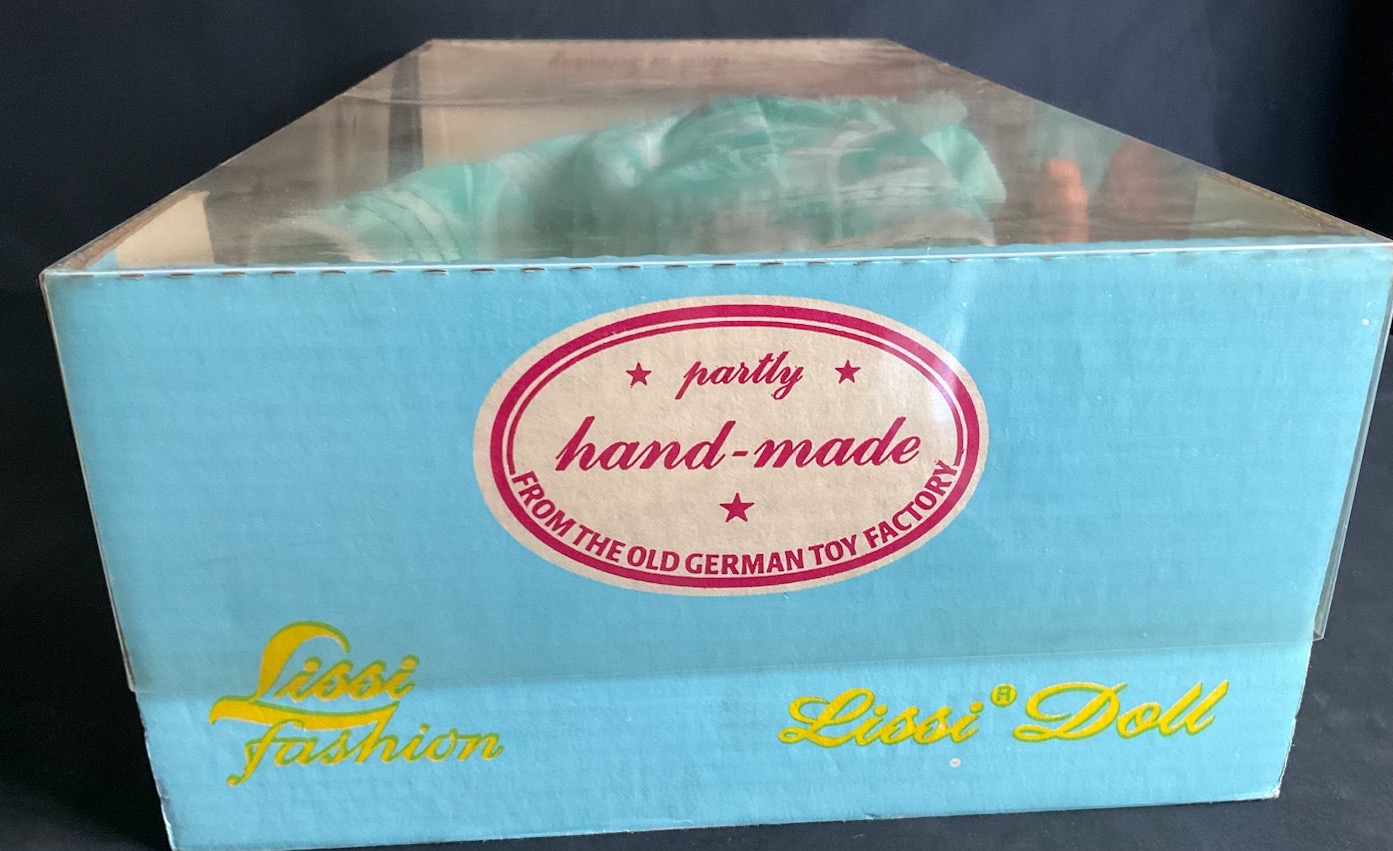 partly
hand-made
FROM THE OLD GERMAN TOY FACTORY
Lissi
fashion
Lissi® Doll